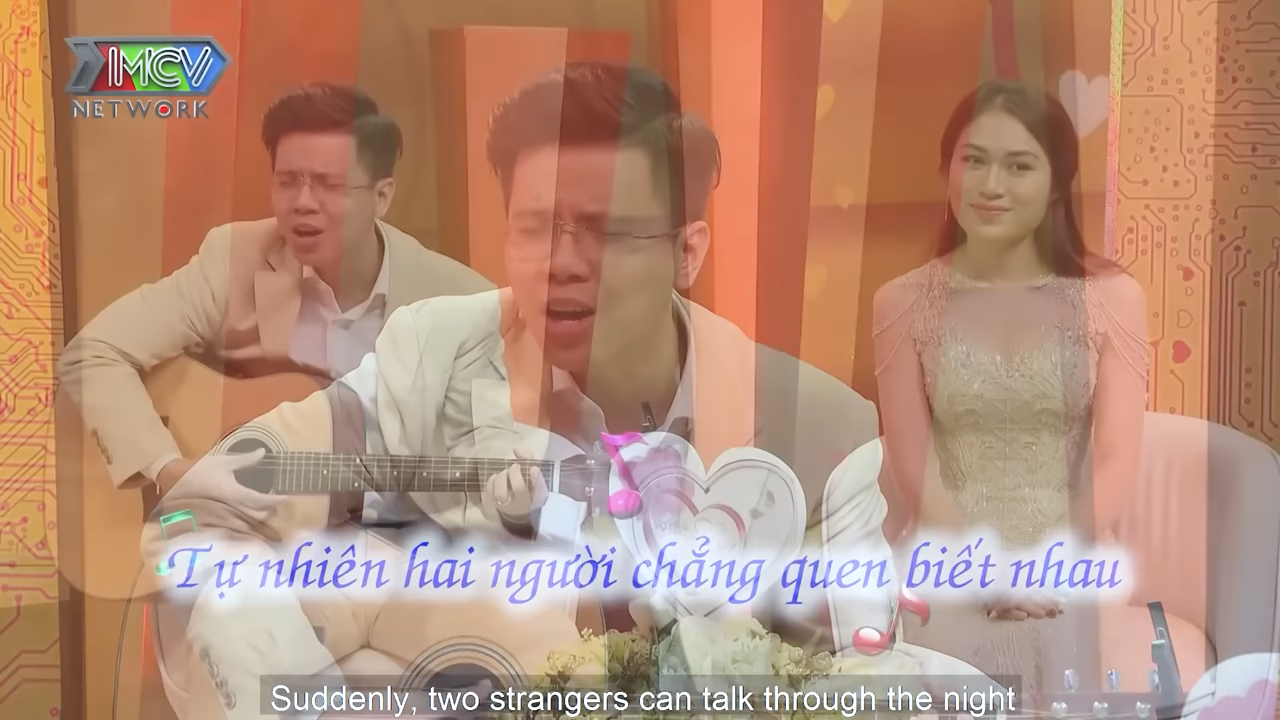 MCV
NETWORK
Tự nhiên hai người chẳng quen biết nhau
Suddenly, two strangers can talk through the night